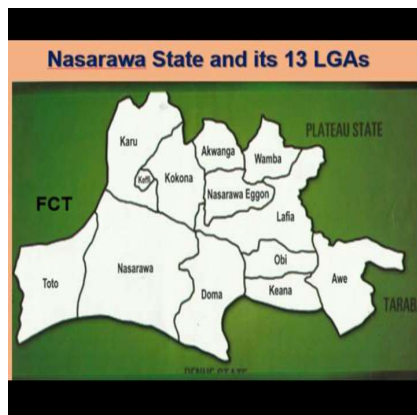 Nasarawa State and its 13 LGAs
PLATEAU STATE
Karu
Akwanga
Wamba
Keffi
Kokona
Nasarawa Eggon
FCT
Lafia
Obi
Toto
Nasarawa
Doma
Keana
Awe
TARAB